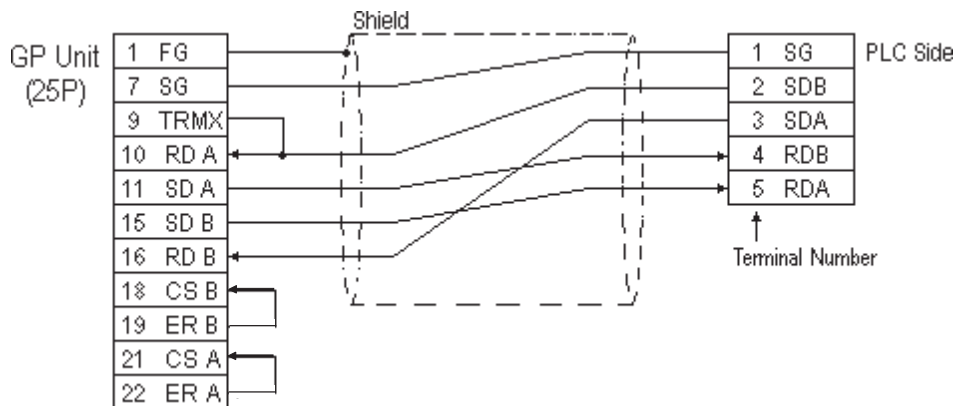 Shield
GP Unit
(25P)
1 FG
7 SG
9 TRMX
10 RD A
11 SD A
15 SD B
16 RD B
18 CS B
19 ER B
21 CS A
22 ER A
1 SG
2 SDB
3 SDA
4 RDB
5 RDA
PLC Side
Terminal Number